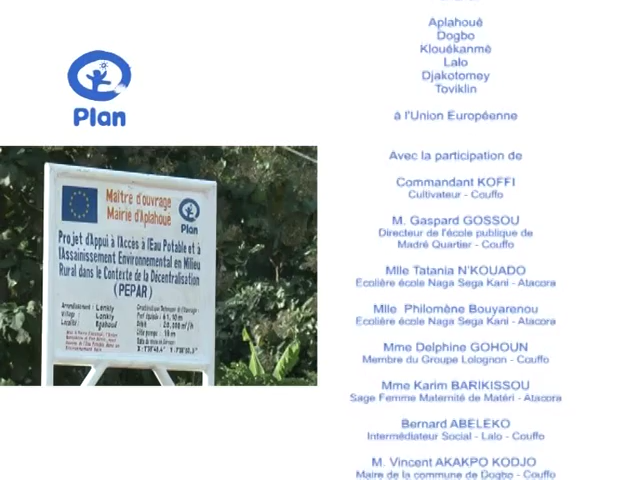 Plan
Maître d'ouvrage
Mairie d'Aplahoué
Plan
Projet d'Appui à l'Accès à l'Eau Potable et à
l'Assainissement Environnemental en Milieu
Rural dans le Contexte de la Décentralisation
(PEPAR)
Arrondissement : Lonkly
Village : Lonkly
Localité :
Aplahoué
Dogbo
Klouékanmè
Lalo
Djakotomey
Toviklin
à l'Union Européenne
Avec la participation de
Commandant KOFFI
Cultivateur - Couffo
M. Gaspard GOSSOU
Directeur de l'école publique de
Madré Quartier - Couffo
Mlle Tatania N'KOUADO
Ecolière école Naga Sega Kani - Atacora
Mlle Philomène Bouyarenou
Ecolière école Naga Sega Kani - Atacora
Mme Delphine GOHOUN
Membre du Groupe Lolognon - Couffo
Mme Karim BARIKISSOU
Sage Femme Maternité de Matéri - Atacora
Bernard ABELEKO
Intermédiateur Social - Lalo - Couffo
M. Vincent AKAKPO KODJO
Maire de la commune de Dogbo - Couffo